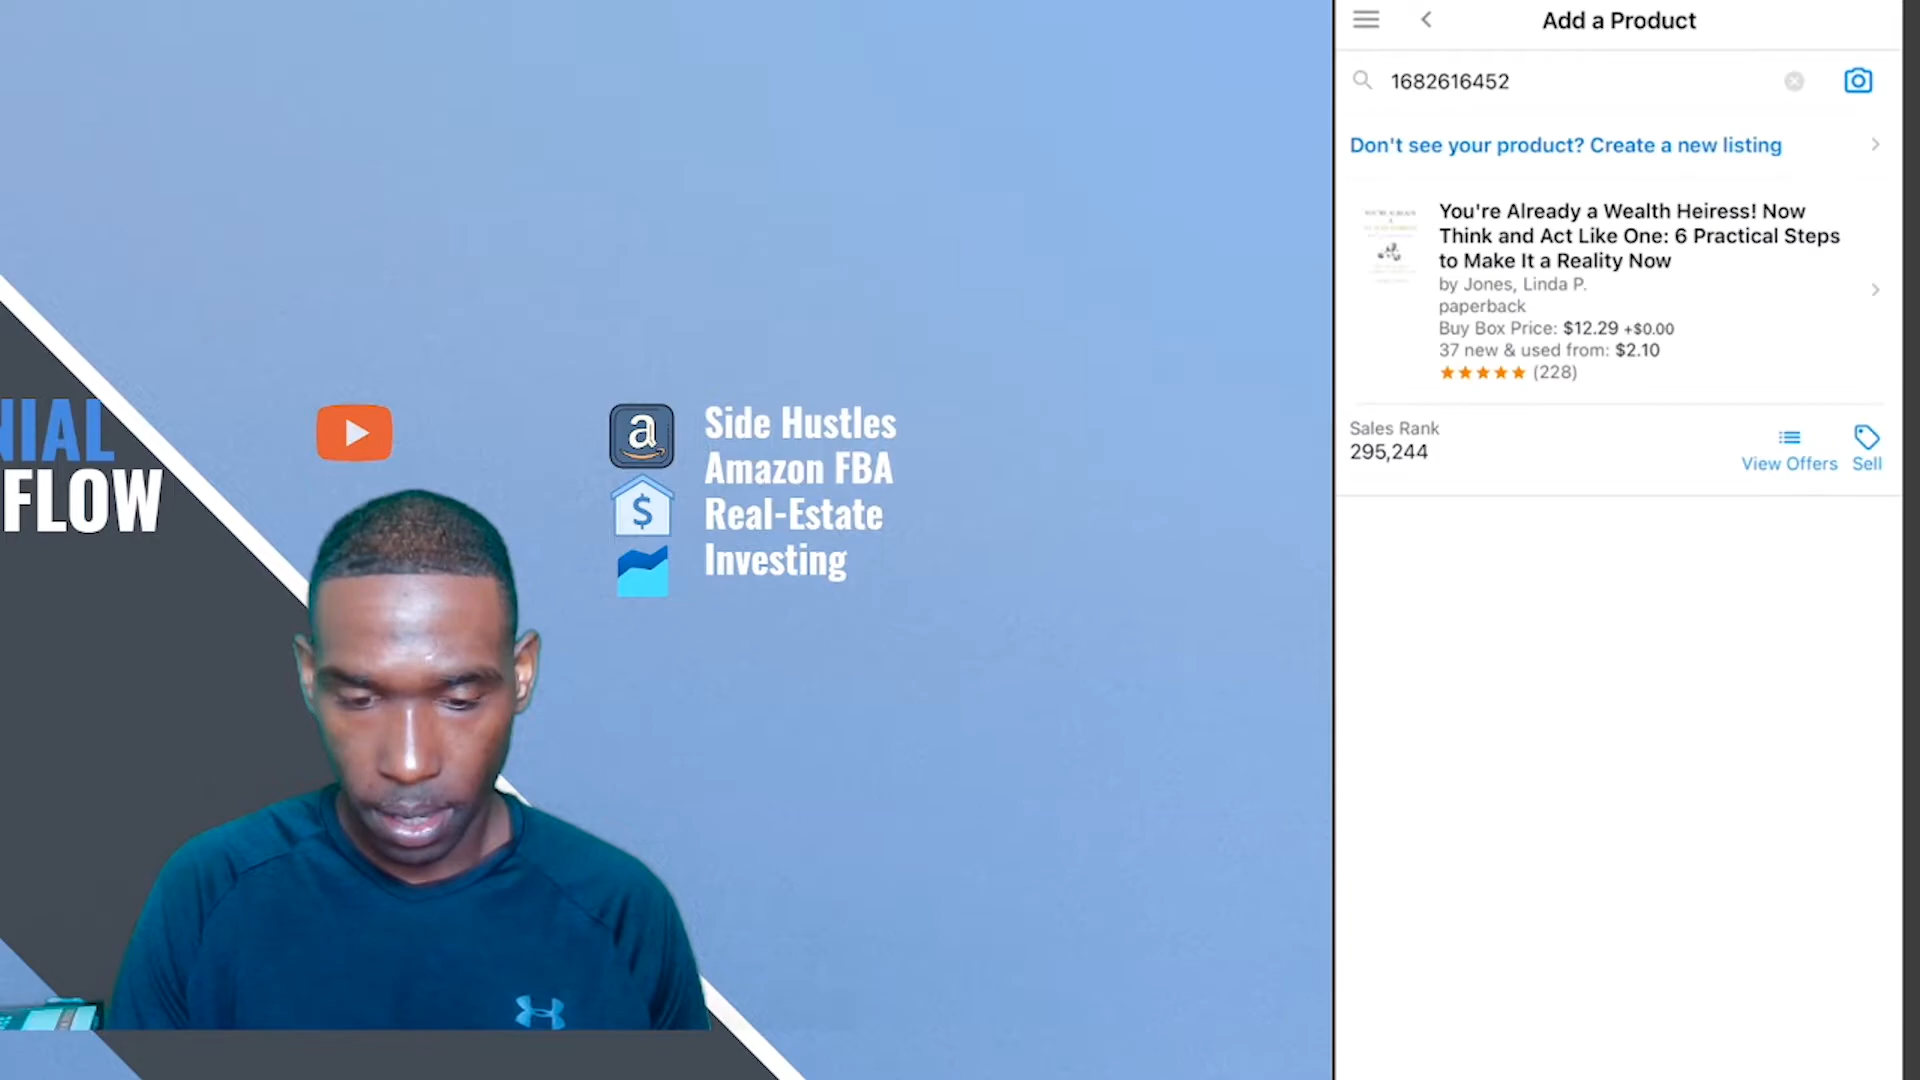 NIAL
FLOW
a
Side Hustles
Amazon FBA
$
Real-Estate
Investing
Add a Product
1682616452
Don't see your product? Create a new listing
You're Already a Wealth Heiress! Now
Think and Act Like One: 6 Practical Steps
to Make It a Reality Now
by Jones, Linda P.
paperback
Buy Box Price: $12.29 +$0.00
37 new & used from: $2.10
(228)
Sales Rank
295,244
View Offers
Sell